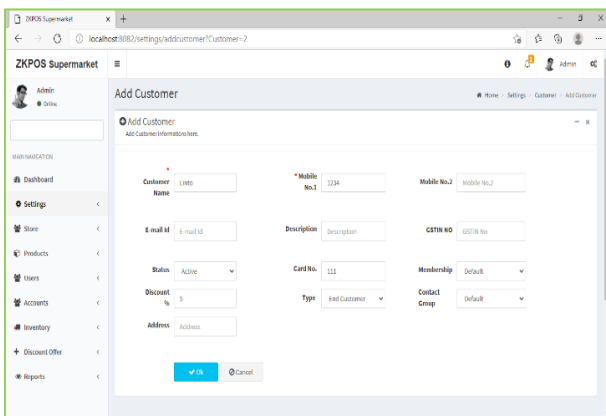 ZKPOS Supermarket
localhost:8082/settings/addcustomer?Customer=2
ZKPOS Supermarket
Admin
Admin
Online
Add Customer
Home > Settings > Customer > Add Customer
Add Customer
Add Customer Informations here.
MAIN NAVIGATION
Dashboard
Settings
Store
Products
Users
Accounts
Inventory
Discount Offer
Reports
* Customer Name
Linto
* Mobile No.1
1234
Mobile No.2
Mobile No.2
E-mail Id
E-mail Id
Description
Description
GSTIN NO
GSTIN No
Status
Active
Card No.
111
Membership
Default
Discount %
5
Type
End Customer
Contact Group
Default
Address
Address
Ok
Cancel